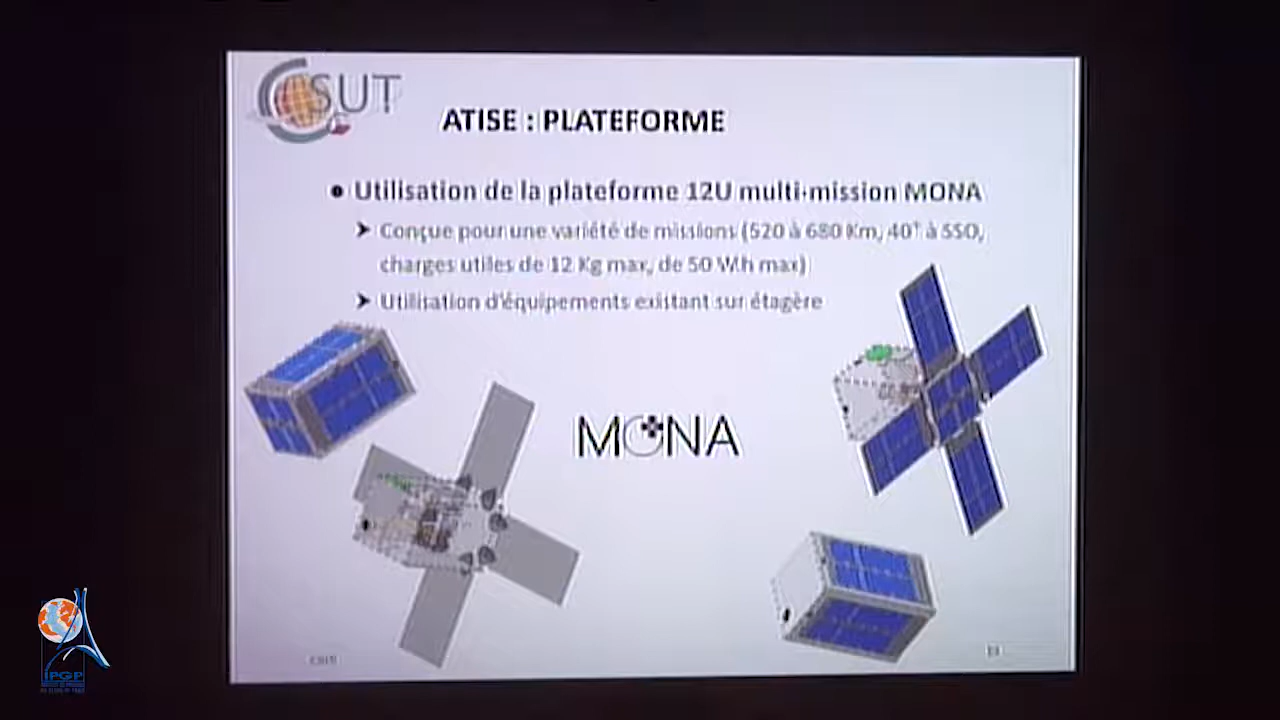 CSUT
ATISE : PLATEFORME
• Utilisation de la plateforme 12U multi-mission MONA
➤ Conçue pour une variété de missions (520 à 680 Km, 40° à SSO,
charges utiles de 12 Kg max, de 50 W.h max)
➤ Utilisation d'équipements existant sur étagère
MONA
IPGP